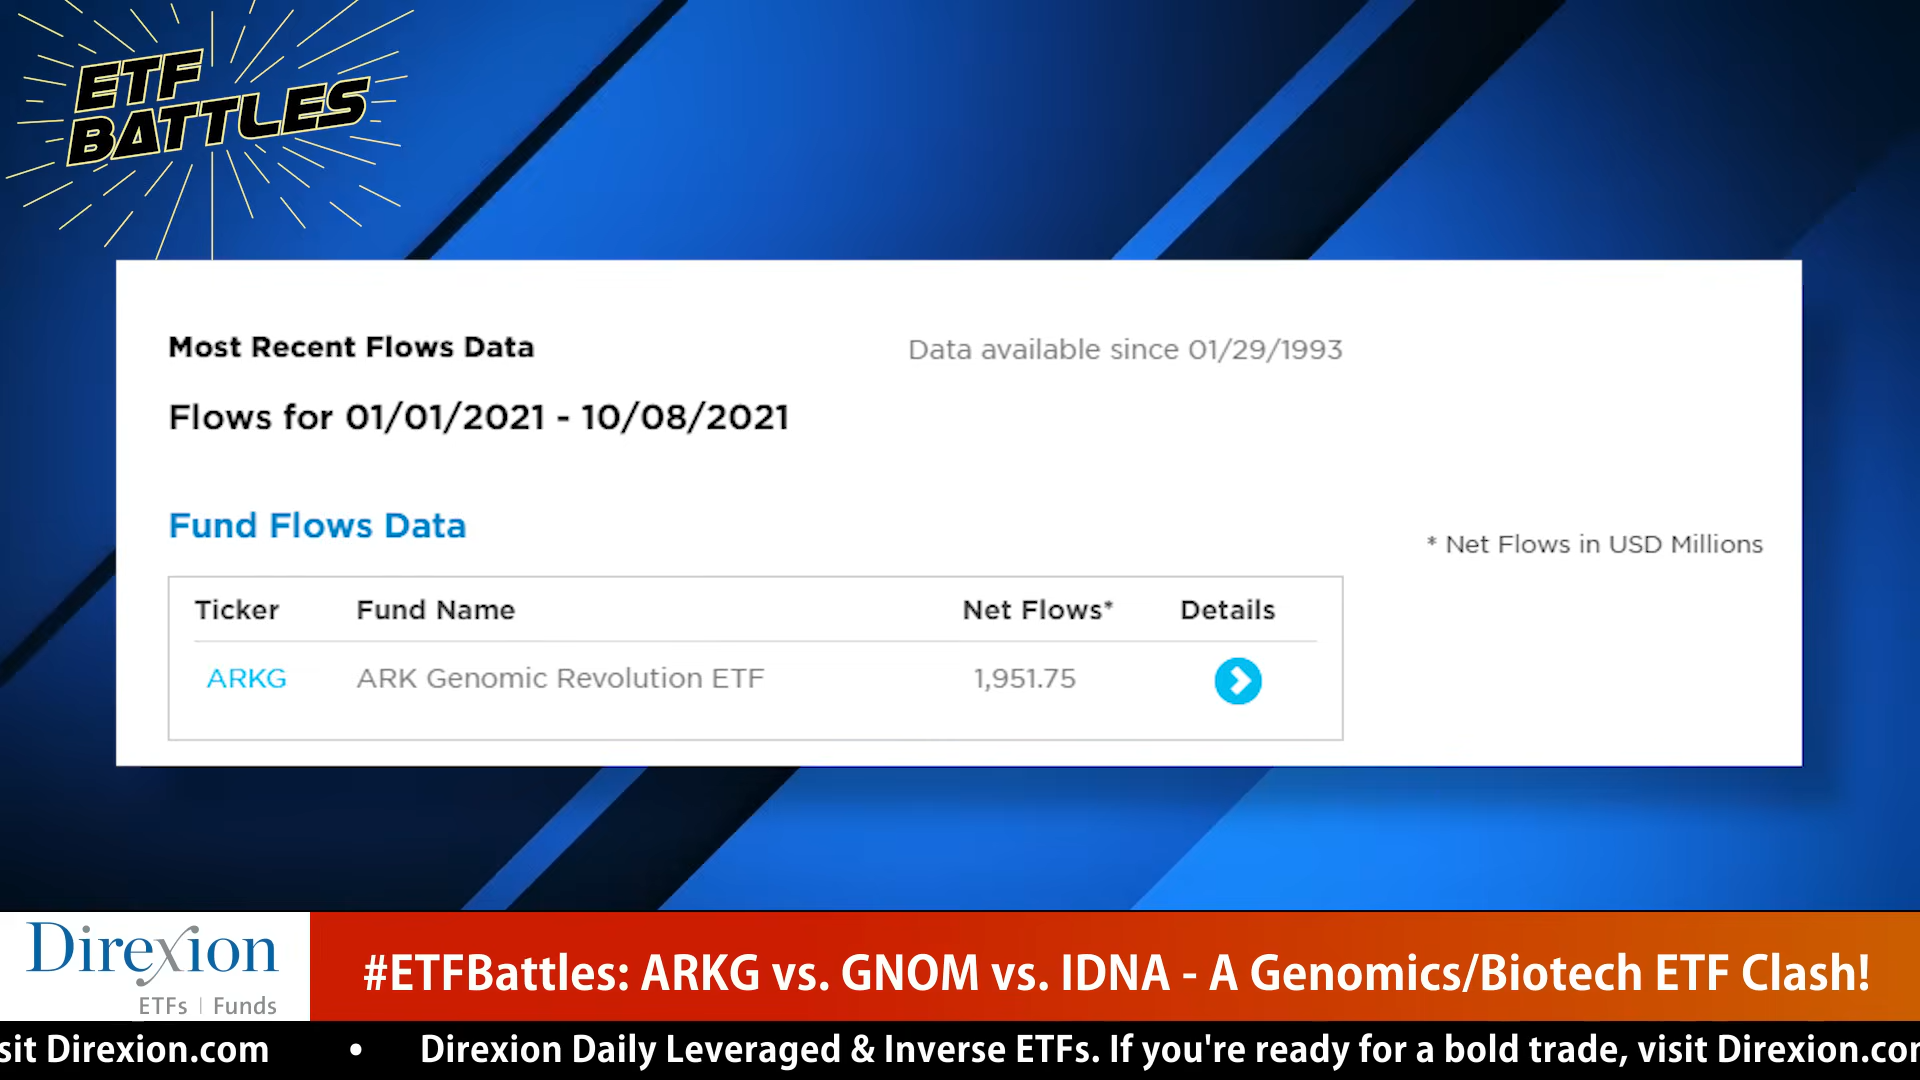 ETF
BATTLES
Most Recent Flows Data
Data available since 01/29/1993
Flows for 01/01/2021 - 10/08/2021
Fund Flows Data
* Net Flows in USD Millions
Ticker Fund Name Net Flows* Details
ARKG ARK Genomic Revolution ETF 1,951.75
Direxion
ETFs | Funds
#ETFBattles: ARKG vs. GNOM vs. IDNA - A Genomics/Biotech ETF Clash!
sit Direxion.com • Direxion Daily Leveraged & Inverse ETFs. If you're ready for a bold trade, visit Direxion.com